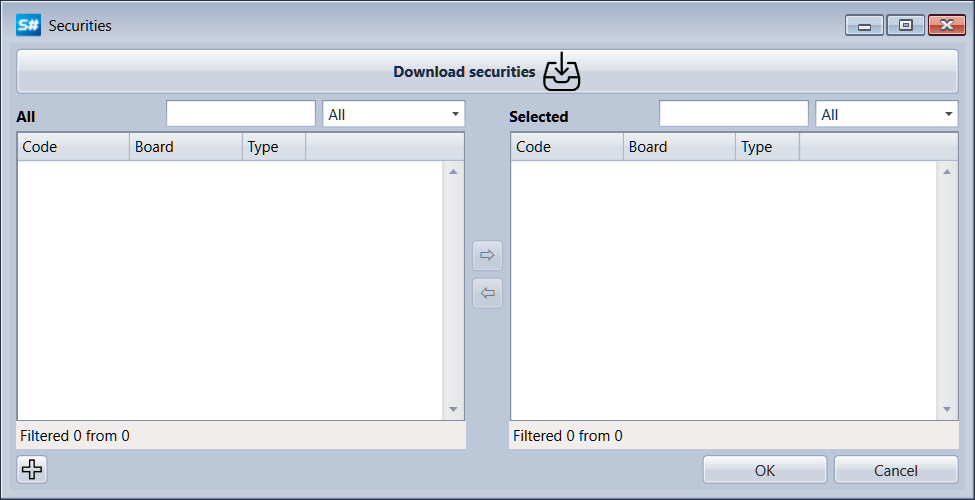 S# Securities
Download securities
All All Selected All
Code Board Type Code Board Type
Filtered 0 from 0 Filtered 0 from 0
OK Cancel